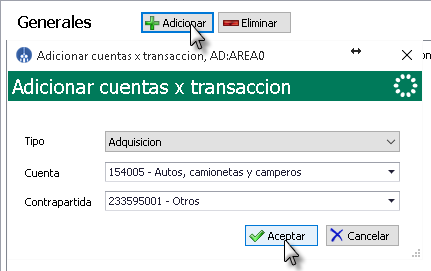 Generales Adicionar Eliminar
Adicionar cuentas x transaccion, AD:AREA0
Adicionar cuentas x transaccion
Tipo Adquisicion
Cuenta 154005 - Autos, camionetas y camperos
Contrapartida 233595001 - Otros
Aceptar Cancelar